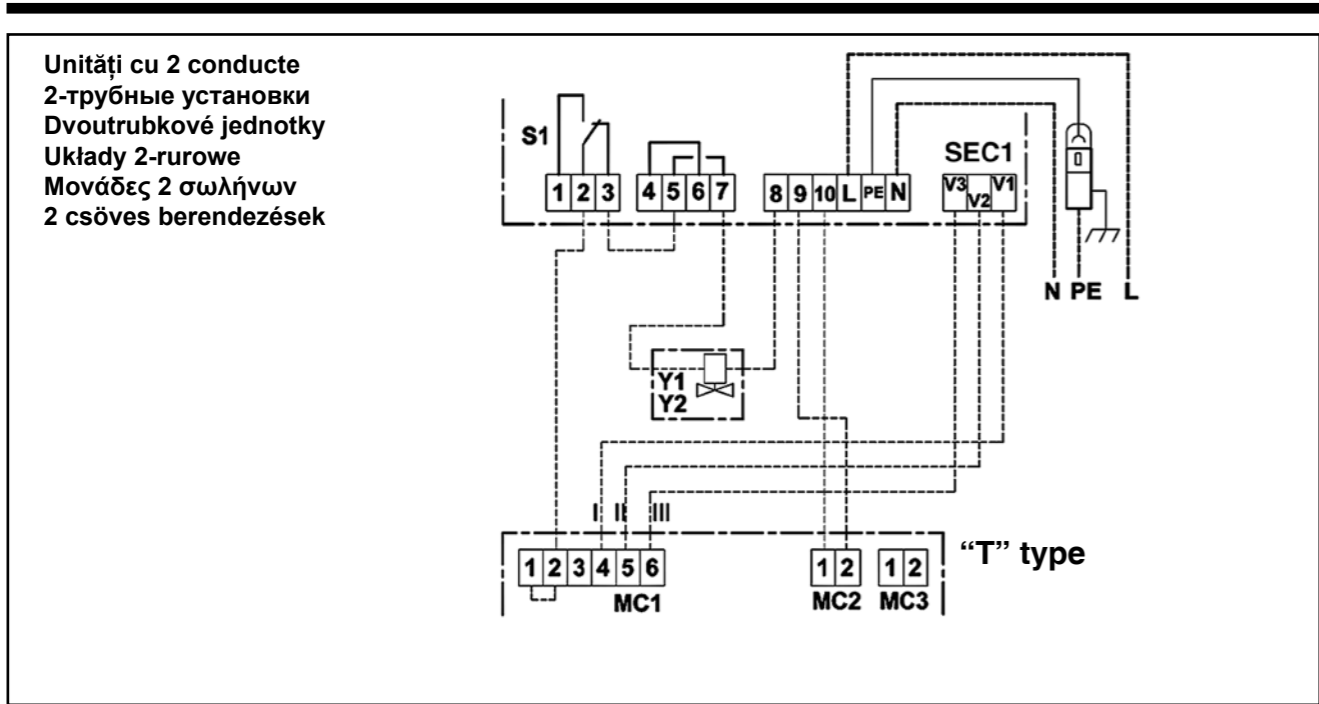 Unități cu 2 conducte
2-трубные установки
Dvoutrubkové jednotky
Układy 2-rurowe
Μονάδες 2 σωλήνων
2 csöves berendezések
S1
SEC1
1 2 3 4 5 6 7 8 9 10 L PE N V3 V2 V1
N PE L
Y1
Y2
I II III
"T" type
1 2 3 4 5 6 1 2 1 2
MC1 MC2 MC3